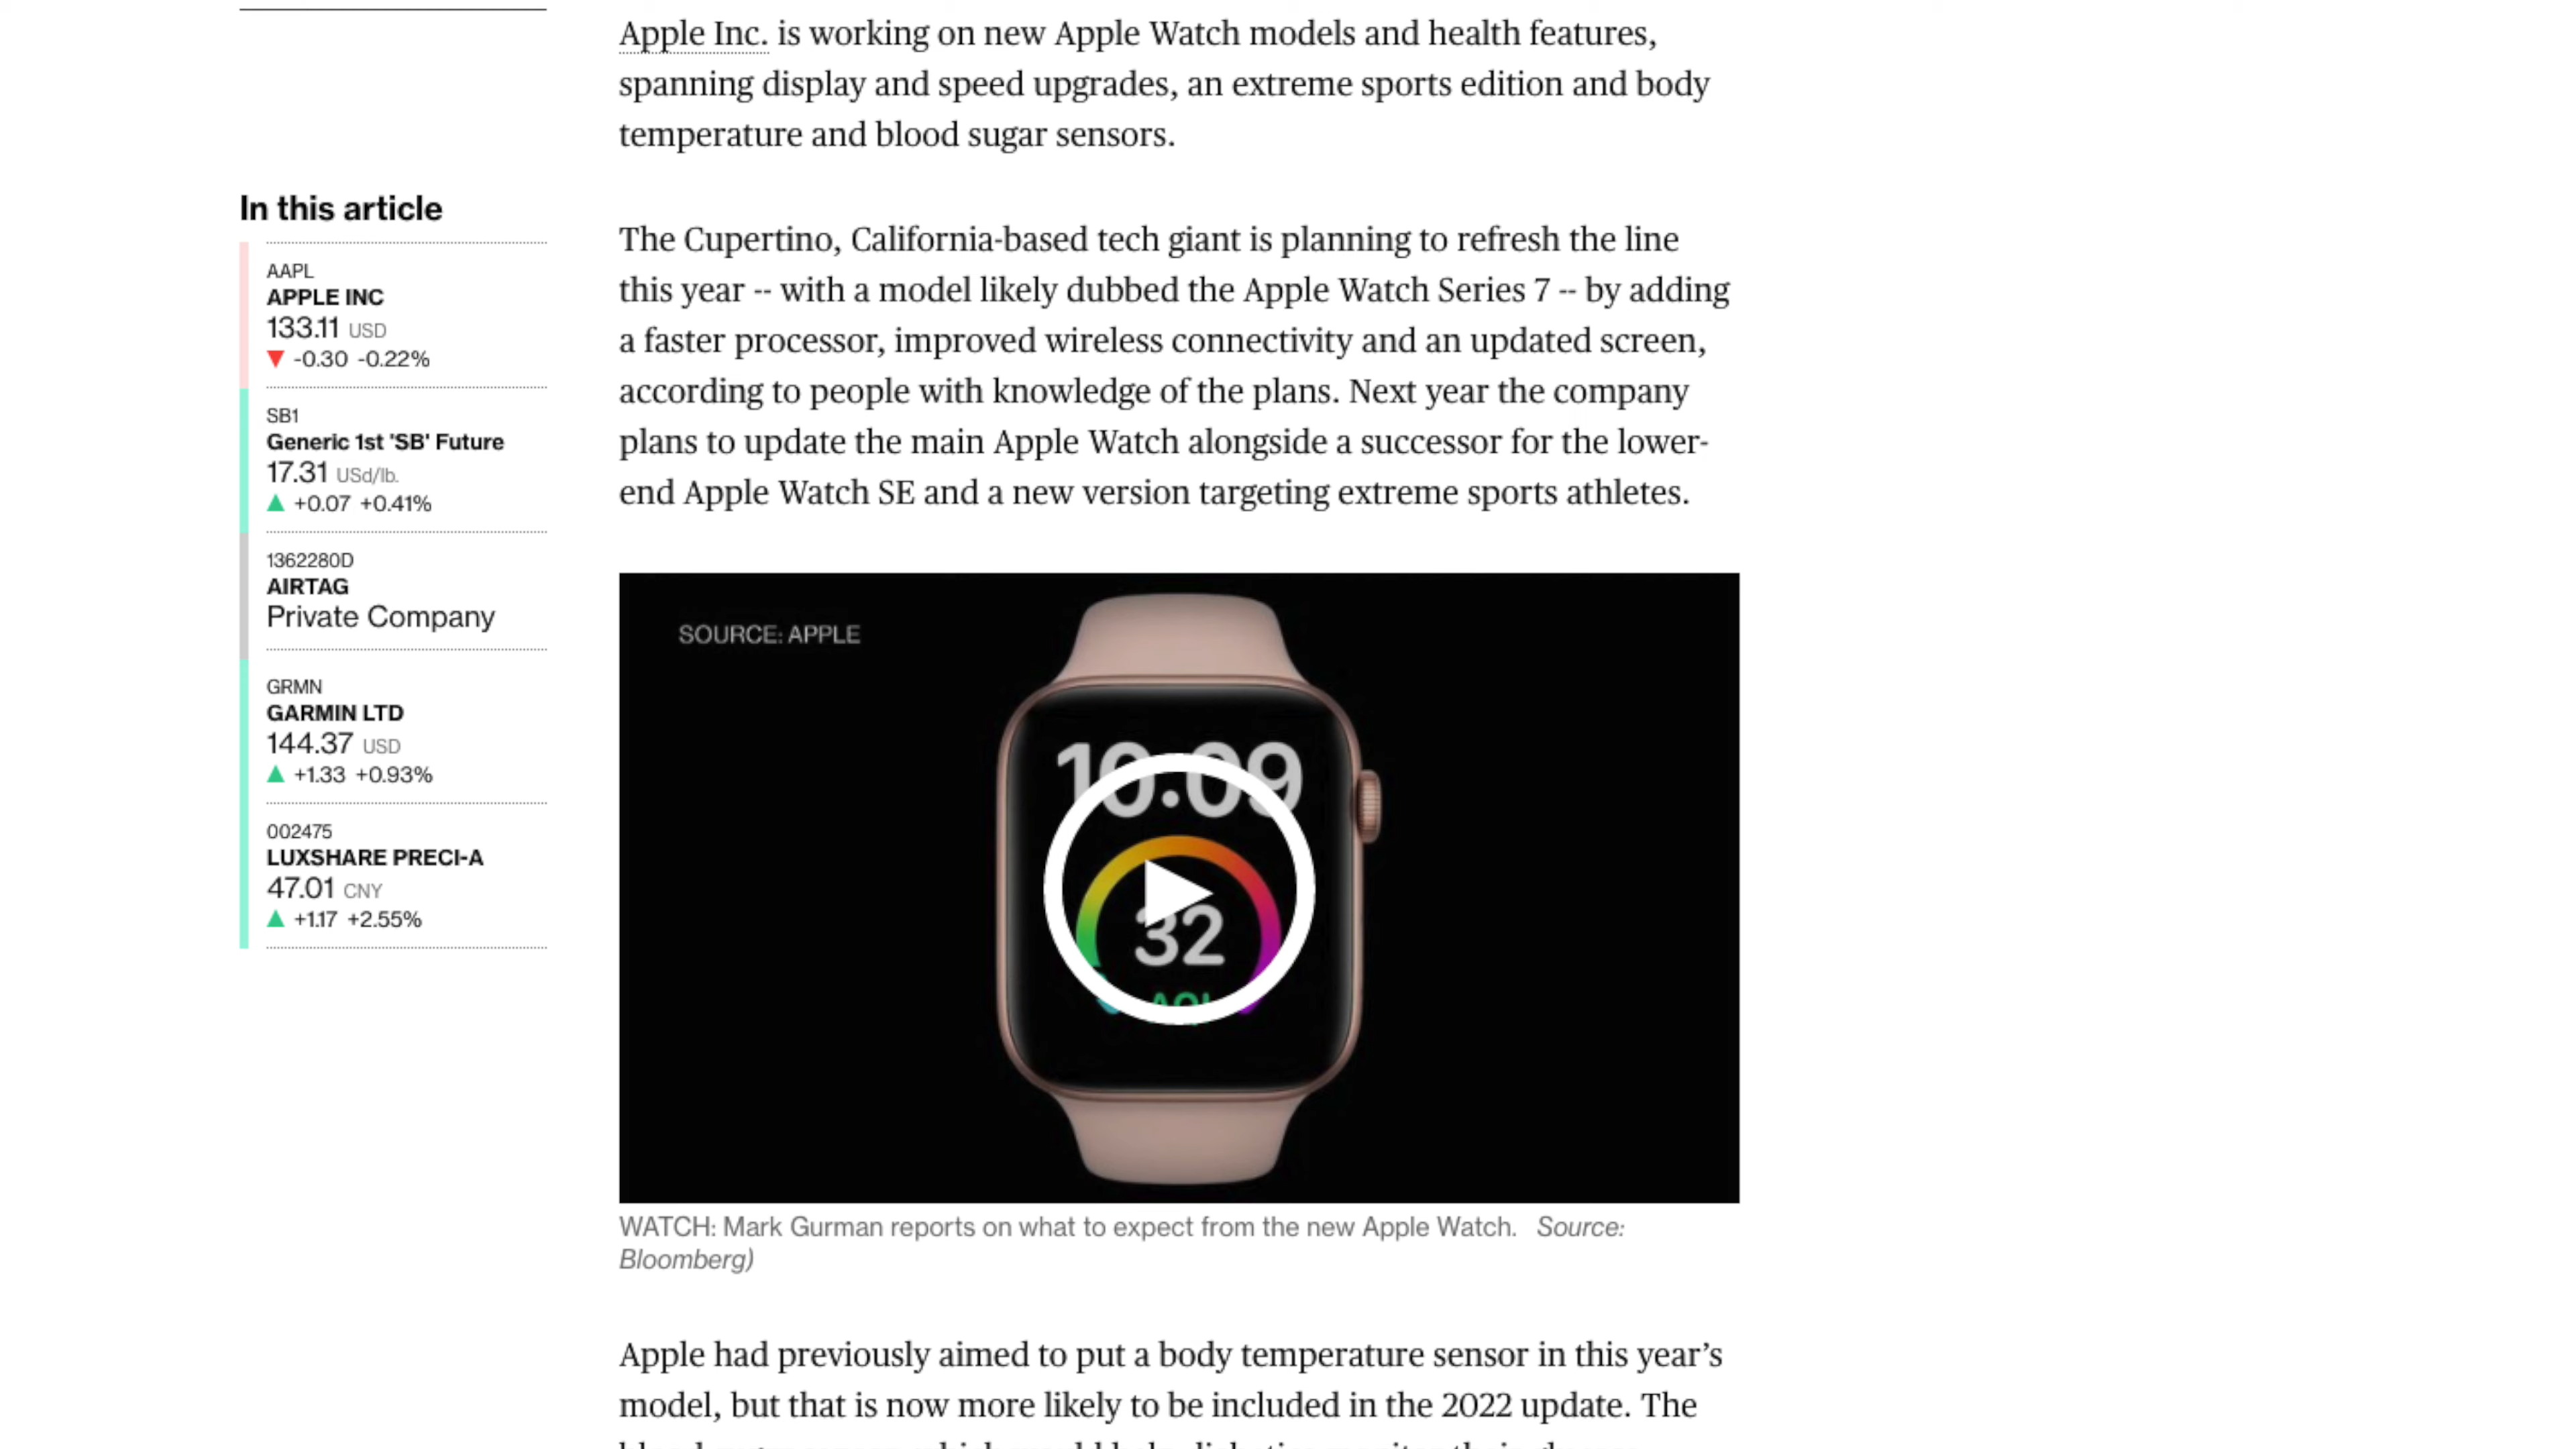 Apple Inc. is working on new Apple Watch models and health features,
spanning display and speed upgrades, an extreme sports edition and body
temperature and blood sugar sensors.
In this article
AAPL
APPLE INC
133.11 USD
▼ -0.30 -0.22%
SB1
Generic 1st 'SB' Future
17.31 USd/lb.
▲ +0.07 +0.41%
1362280D
AIRTAG
Private Company
GRMN
GARMIN LTD
144.37 USD
▲ +1.33 +0.93%
002475
LUXSHARE PRECI-A
47.01 CNY
▲ +1.17 +2.55%
The Cupertino, California-based tech giant is planning to refresh the line
this year -- with a model likely dubbed the Apple Watch Series 7 -- by adding
a faster processor, improved wireless connectivity and an updated screen,
according to people with knowledge of the plans. Next year the company
plans to update the main Apple Watch alongside a successor for the lower-
end Apple Watch SE and a new version targeting extreme sports athletes.
SOURCE: APPLE
10:09
32
AQI
WATCH: Mark Gurman reports on what to expect from the new Apple Watch. Source:
Bloomberg)
Apple had previously aimed to put a body temperature sensor in this year’s
model, but that is now more likely to be included in the 2022 update. The